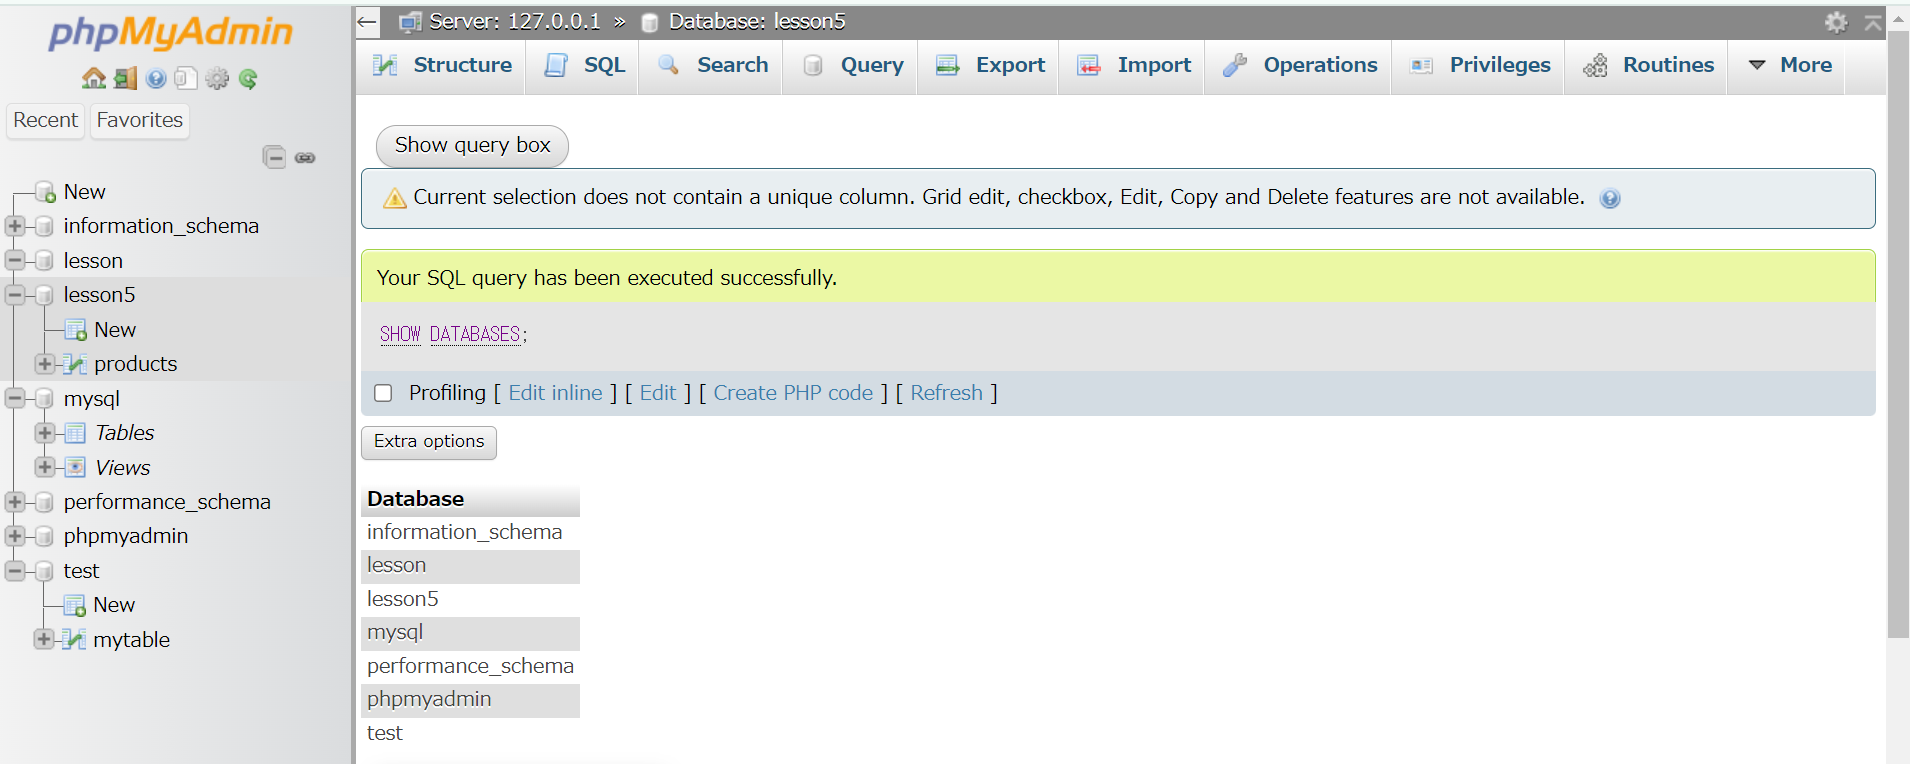 phpMyAdmin
Recent Favorites
New
information_schema
lesson
lesson5
New
products
mysql
Tables
Views
performance_schema
phpmyadmin
test
New
mytable
Server: 127.0.0.1 » Database: lesson5
Structure SQL Search Query Export Import Operations Privileges Routines More
Show query box
Current selection does not contain a unique column. Grid edit, checkbox, Edit, Copy and Delete features are not available.
Your SQL query has been executed successfully.
SHOW DATABASES;
Profiling [ Edit inline ] [ Edit ] [ Create PHP code ] [ Refresh ]
Extra options
Database
information_schema
lesson
lesson5
mysql
performance_schema
phpmyadmin
test